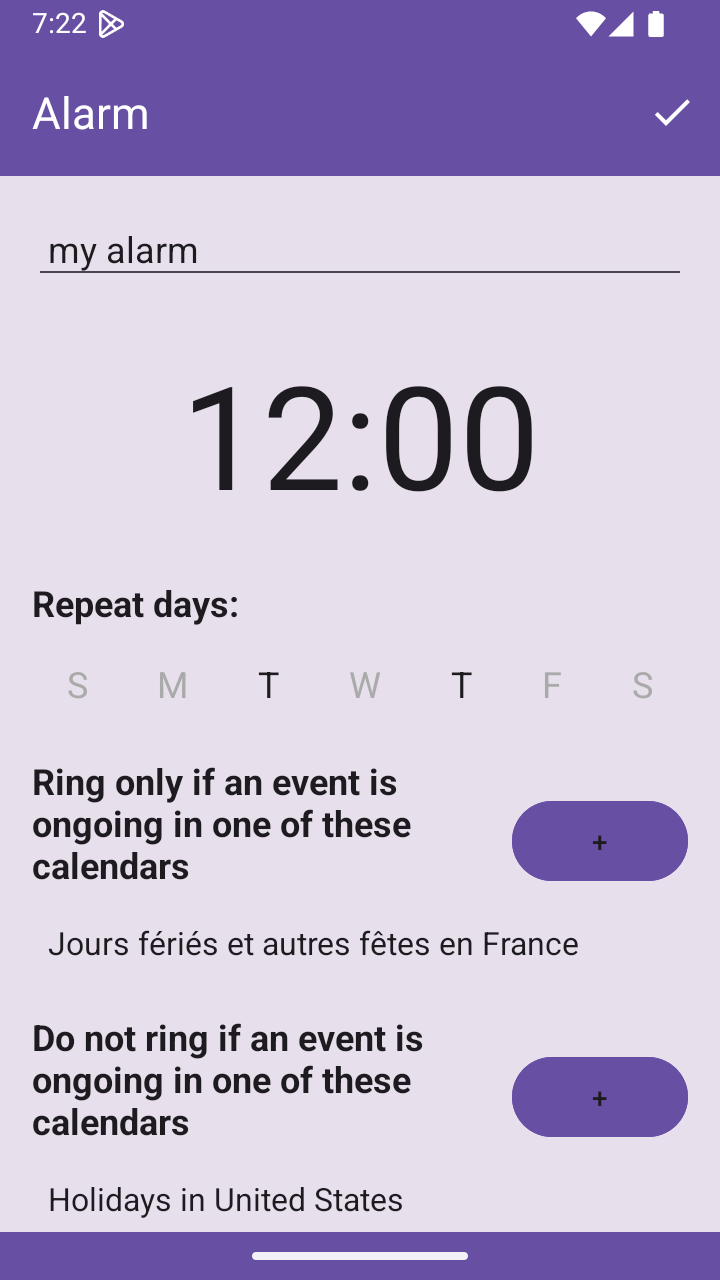 7:22
Alarm
my alarm
12:00
Repeat days:
S M T W T F S
Ring only if an event is
ongoing in one of these
calendars
+
Jours fériés et autres fêtes en France
Do not ring if an event is
ongoing in one of these
calendars
+
Holidays in United States